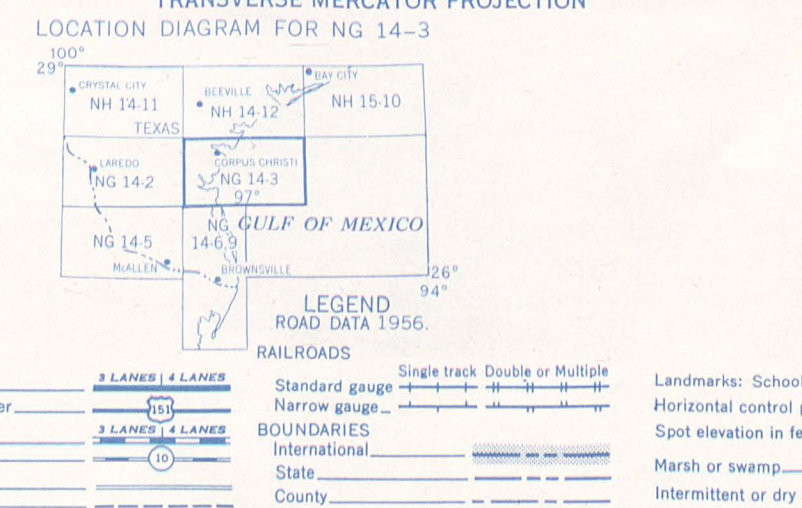 TRANSVERSE MERCATOR PROJECTION
LOCATION DIAGRAM FOR NG 14-3
100°
29°
CRYSTAL CITY
NH 14-11
TEXAS
BEEVILLE
NH 14-12
BAY CITY
NH 15-10
LAREDO
NG 14-2
CORPUS CHRISTI
NG 14-3
97°
GULF OF MEXICO
NG 14-5
NG
14-6,9
McALLEN
BROWNSVILLE
26°
94°
LEGEND
ROAD DATA 1956.
3 LANES | 4 LANES
151
3 LANES | 4 LANES
10
RAILROADS
Single track Double or Multiple
Standard gauge
Narrow gauge
BOUNDARIES
International
State
County
Landmarks: School
Horizontal control
Spot elevation in
Marsh or swamp
Intermittent or dry